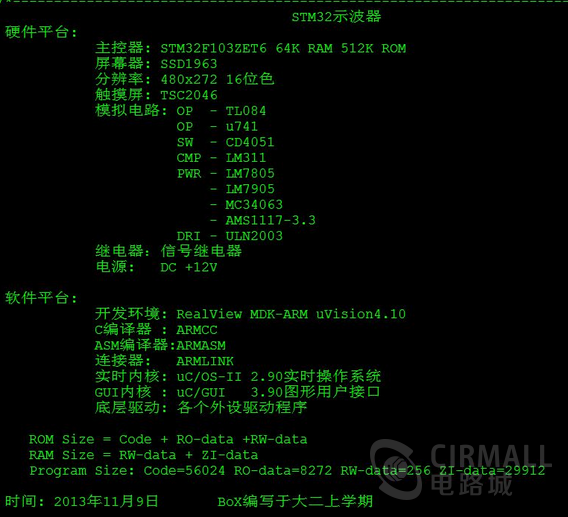 STM32示波器
硬件平台:
主控器: STM32F103ZET6 64K RAM 512K ROM
屏幕器: SSD1963
分辨率: 480x272 16位色
触摸屏: TSC2046
模拟电路: OP - TL084
OP - u741
SW - CD4051
CMP - LM311
PWR - LM7805
- LM7905
- MC34063
- AMS1117-3.3
DRI - ULN2003
继电器: 信号继电器
电源: DC +12V
软件平台:
开发环境: RealView MDK-ARM uVision4.10
C编译器 : ARMCC
ASM编译器:ARMASM
连接器: ARMLINK
实时内核: uC/OS-II 2.90实时操作系统
GUI内核 : uC/GUI 3.90图形用户接口
底层驱动: 各个外设驱动程序
ROM Size = Code + RO-data +RW-data
RAM Size = RW-data + ZI-data
Program Size: Code=56024 RO-data=8272 RW-data=256 ZI-data=29912
时间: 2013年11月9日 BoX编写于大二上学期
CIRMALL
电路城